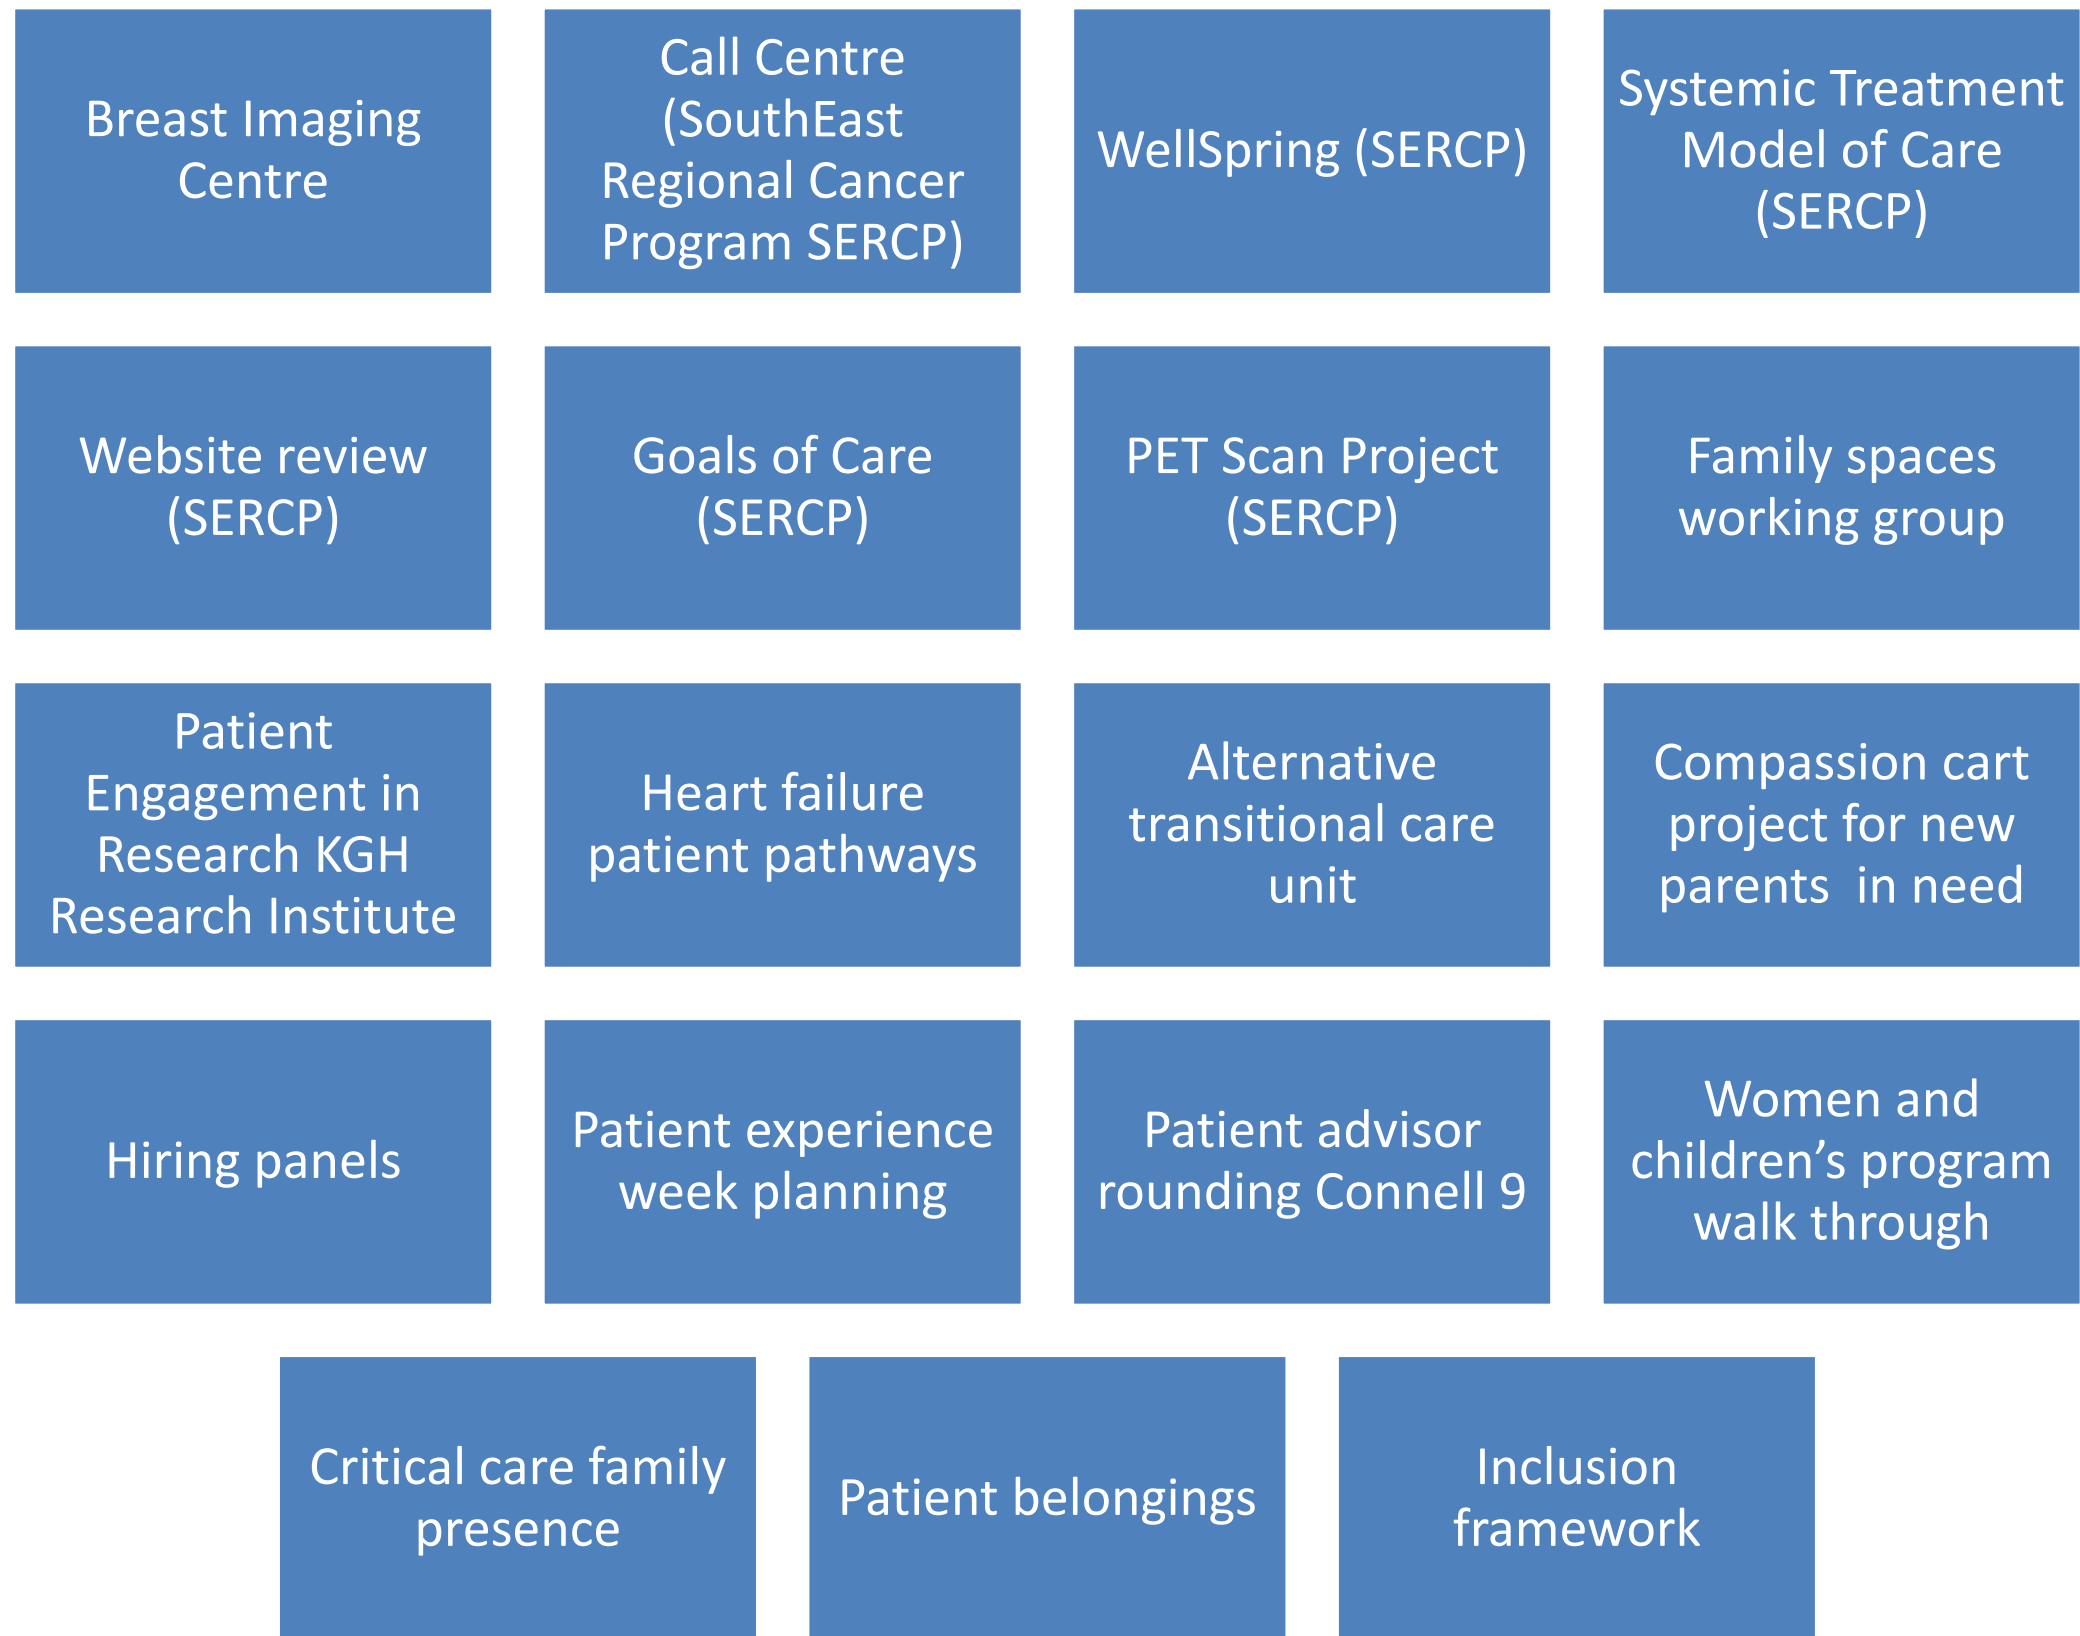 Breast Imaging
Centre
Call Centre
(SouthEast
Regional Cancer
Program SERCP)
WellSpring (SERCP)
Systemic Treatment
Model of Care
(SERCP)
Website review
(SERCP)
Goals of Care
(SERCP)
PET Scan Project
(SERCP)
Family spaces
working group
Patient
Engagement in
Research KGH
Research Institute
Heart failure
patient pathways
Alternative
transitional care
unit
Compassion cart
project for new
parents  in need
Hiring panels
Patient experience
week planning
Patient advisor
rounding Connell 9
Women and
children’s program
walk through
Critical care family
presence
Patient belongings
Inclusion
framework